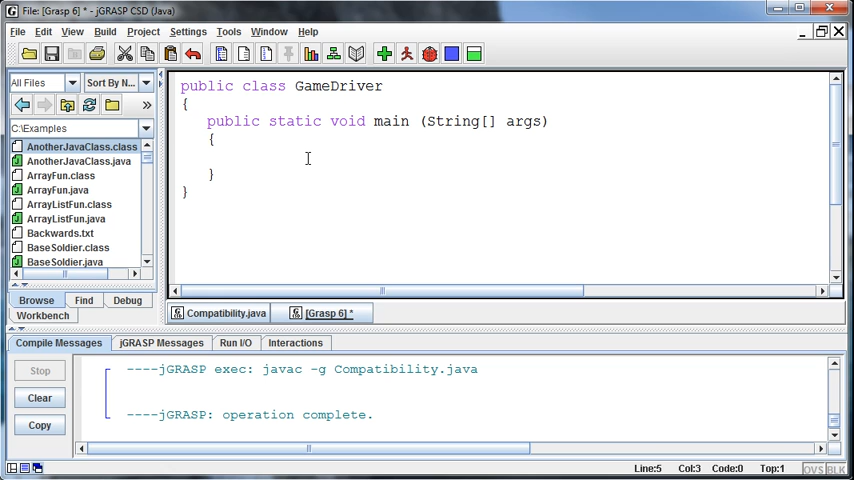 File: [Grasp 6] * - jGRASP CSD (Java)
File Edit View Build Project Settings Tools Window Help
All Files Sort By N...
C:\Examples
AnotherJavaClass.class
AnotherJavaClass.java
ArrayFun.class
ArrayFun.java
ArrayListFun.class
ArrayListFun.java
Backwards.txt
BaseSoldier.class
BaseSoldier.java
Browse Find Debug
Workbench
public class GameDriver
{
public static void main (String[] args)
{
}
}
Compatibility.java [Grasp 6] *
Compile Messages jGRASP Messages Run I/O Interactions
Stop
Clear
Copy
----jGRASP exec: javac -g Compatibility.java
----jGRASP: operation complete.
Line:5 Col:3 Code:0 Top:1 OVS BLK